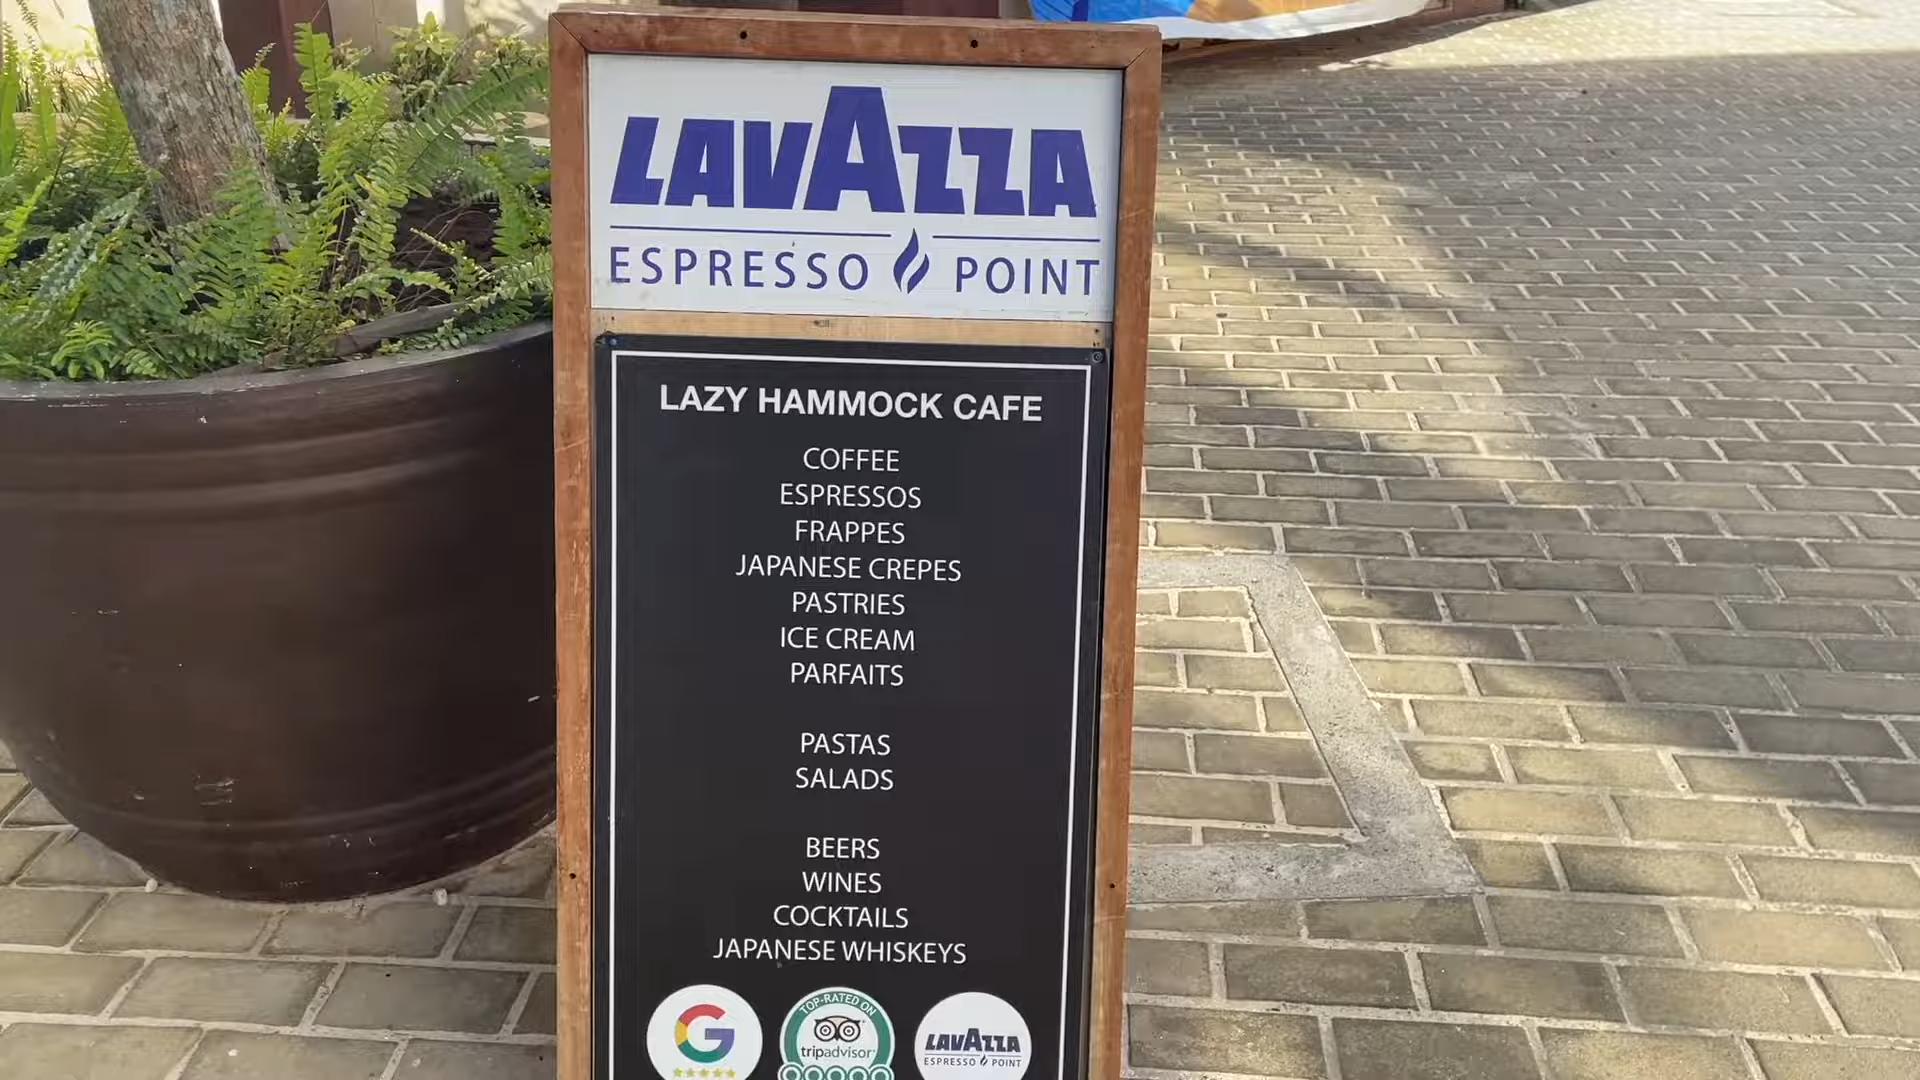 LAVAZZA
ESPRESSO POINT
LAZY HAMMOCK CAFE
COFFEE
ESPRESSOS
FRAPPES
JAPANESE CREPES
PASTRIES
ICE CREAM
PARFAITS
PASTAS
SALADS
BEERS
WINES
COCKTAILS
JAPANESE WHISKEYS
G
TOP-RATED ON
tripadvisor
LAVAZZA
ESPRESSO POINT